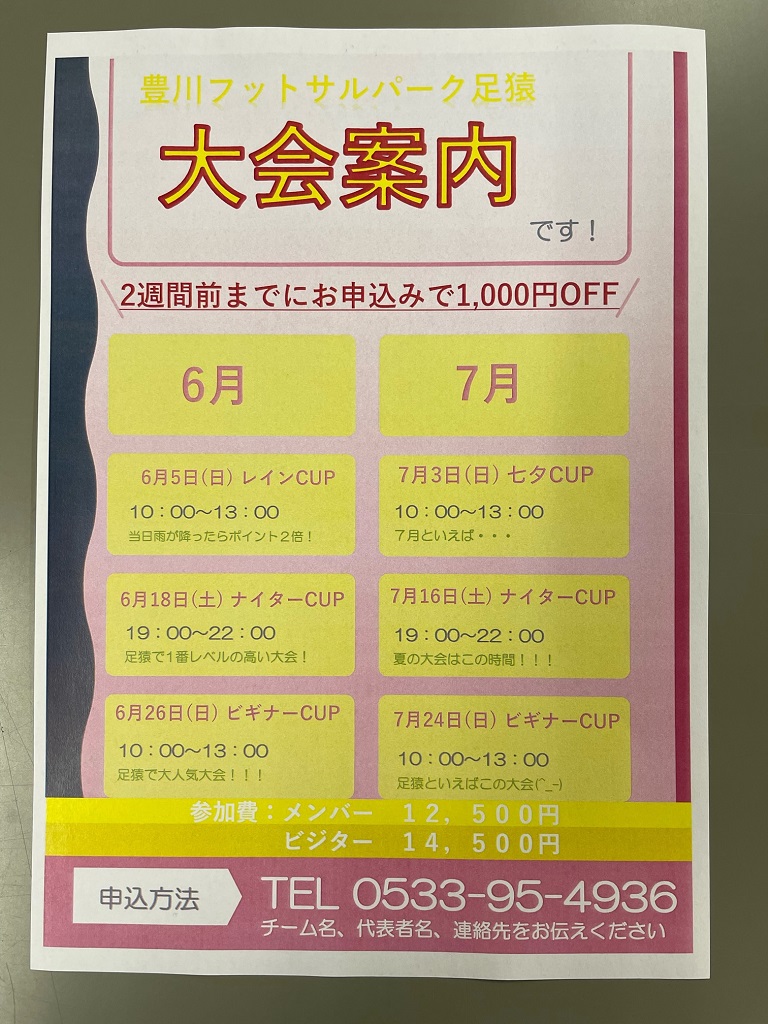 豊川フットサルパーク足猿
大会案内
です！
2週間前までにお申込みで1,000円OFF
6月
6月5日(日) レインCUP
10：00～13：00
当日雨が降ったらポイント２倍！
6月18日(土) ナイターCUP
19：00～22：00
足猿で1番レベルの高い大会！
6月26日(日) ビギナーCUP
10：00～13：00
足猿で大人気大会！！！
7月
7月3日(日) 七夕CUP
10：00～13：00
７月といえば・・・
7月16日(土) ナイターCUP
19：00～22：00
夏の大会はこの時間！！！
7月24日(日) ビギナーCUP
10：00～13：00
足猿といえばこの大会(^_-)
参加費：メンバー　１２，５００円
ビジター　１４，５００円
申込方法
TEL 0533-95-4936
チーム名、代表者名、連絡先をお伝えください